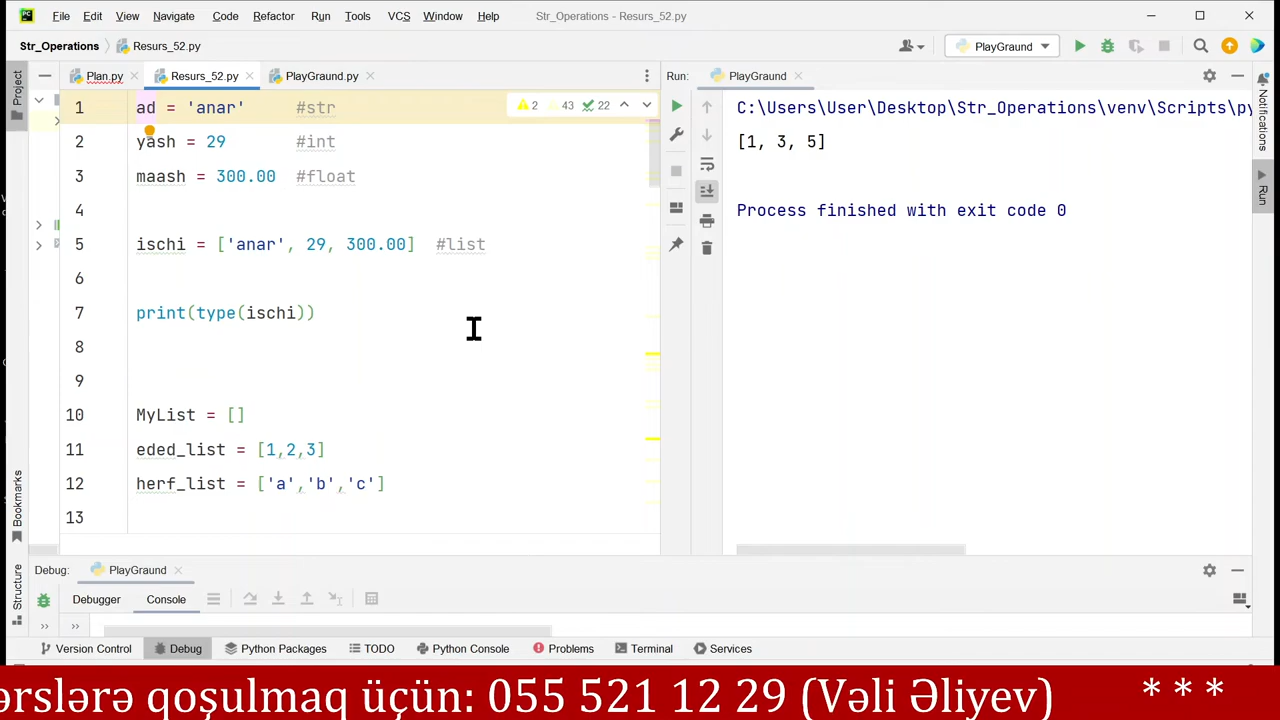 File Edit View Navigate Code Refactor Run Tools VCS Window Help Str_Operations - Resurs_52.py
Str_Operations Resurs_52.py PlayGraund
Project
Plan.py Resurs_52.py PlayGraund.py
1 ad = 'anar' #str
2 yash = 29 #int
3 maash = 300.00 #float
4
5 ischi = ['anar', 29, 300.00] #list
6
7 print(type(ischi))
8
9
10 MyList = []
11 eded_list = [1,2,3]
12 herf_list = ['a','b','c']
13
2 43 22
Run: PlayGraund
C:\Users\User\Desktop\Str_Operations\venv\Scripts\py
[1, 3, 5]
Process finished with exit code 0
Notifications
Run
Bookmarks
Structure
Debug: PlayGraund
Debugger Console
Version Control Debug Python Packages TODO Python Console Problems Terminal Services
ərslərə qoşulmaq üçün: 055 521 12 29 (Vəli Əliyev) * * *